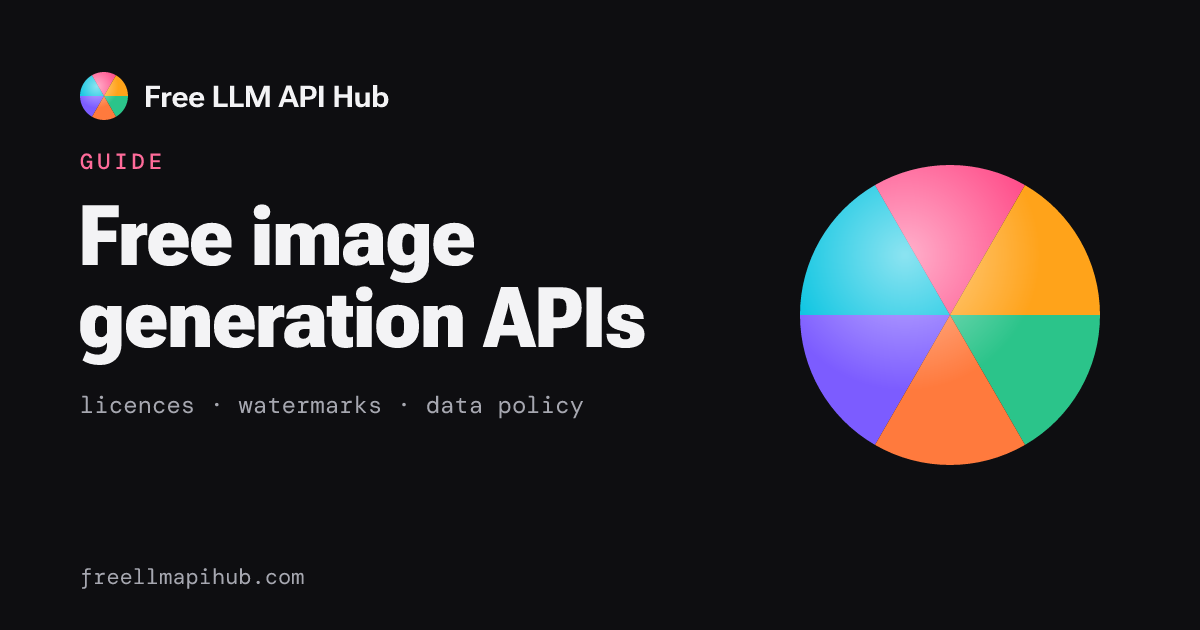 Free LLM API Hub
GUIDE
Free image
generation APIs
licences · watermarks · data policy
freellmapihub.com